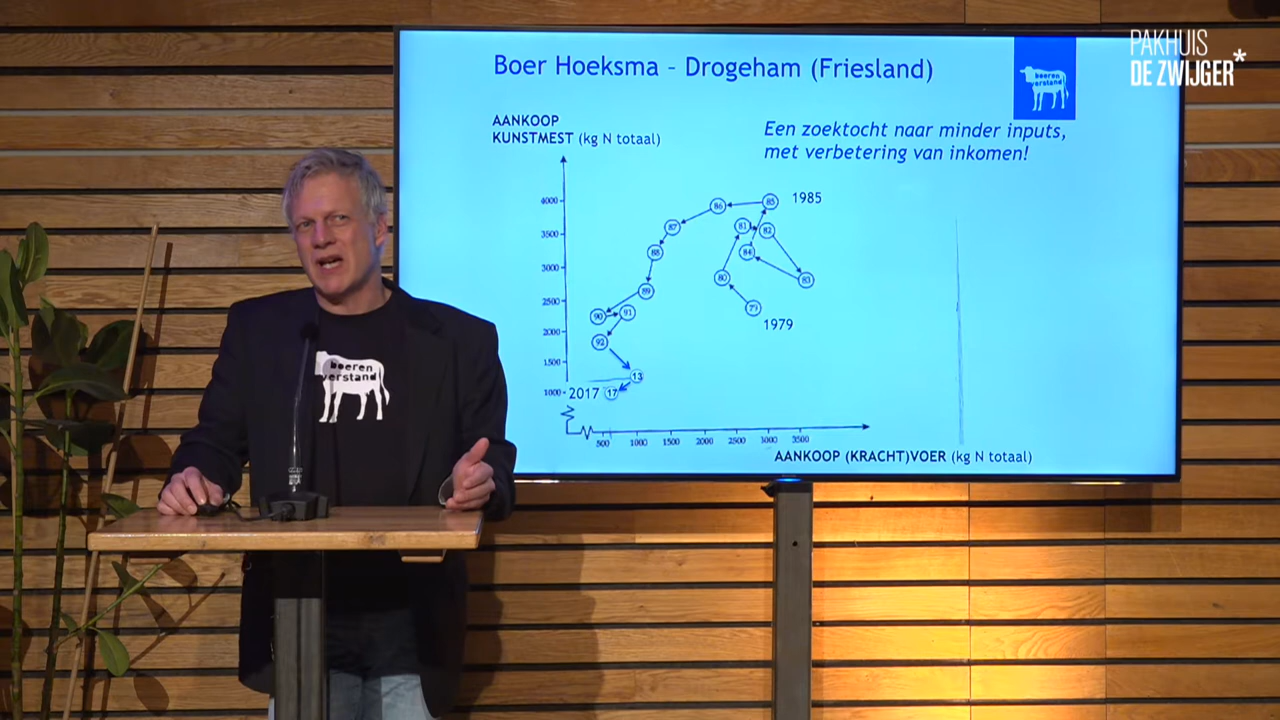 Boer Hoeksma – Drogeham (Friesland)
boeren
verstand
PAKHUIS
DE ZWIJGER*
AANKOOP
KUNSTMEST (kg N totaal)
Een zoektocht naar minder inputs,
met verbetering van inkomen!
4000
3500
3000
2500
2000
1500
1000
86
85
1985
87
81
82
88
84
89
80
83
90
91
79
1979
92
13
2017
17
500
1000
1500
2000
2500
3000
3500
AANKOOP (KRACHT)VOER (kg N totaal)
boeren
verstand